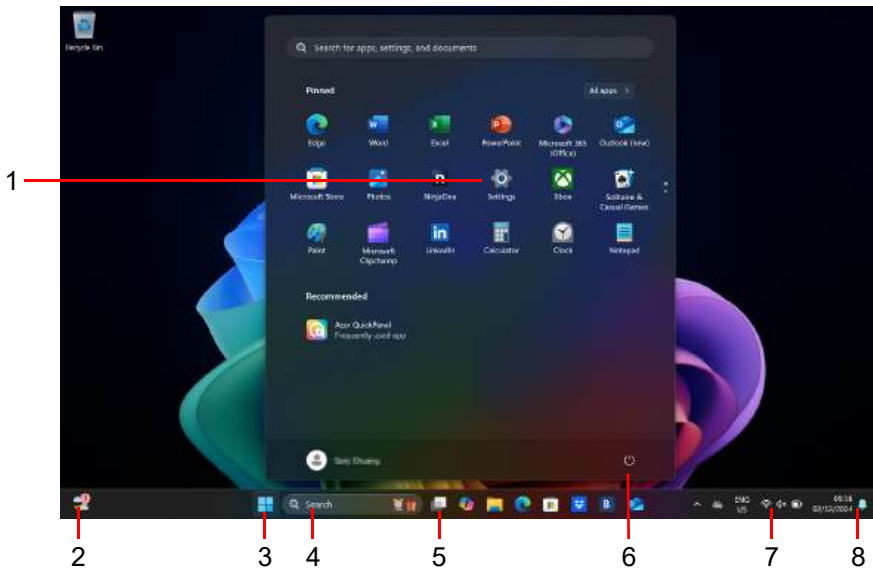 Recycle Bin
Search for apps, settings, and documents
Pinned
All apps >
Edge
Word
Excel
PowerPoint
Microsoft 365
(Office)
Outlook (new)
1
Microsoft Store
Photos
NinjaOne
Settings
Xbox
Solitaire &
Casual Games
Paint
Microsoft
Clipchamp
LinkedIn
Calculator
Clock
Notepad
Recommended
Acer QuickPanel
Frequently used app
Search
ENG
US
2
3
4
5
6
7
8